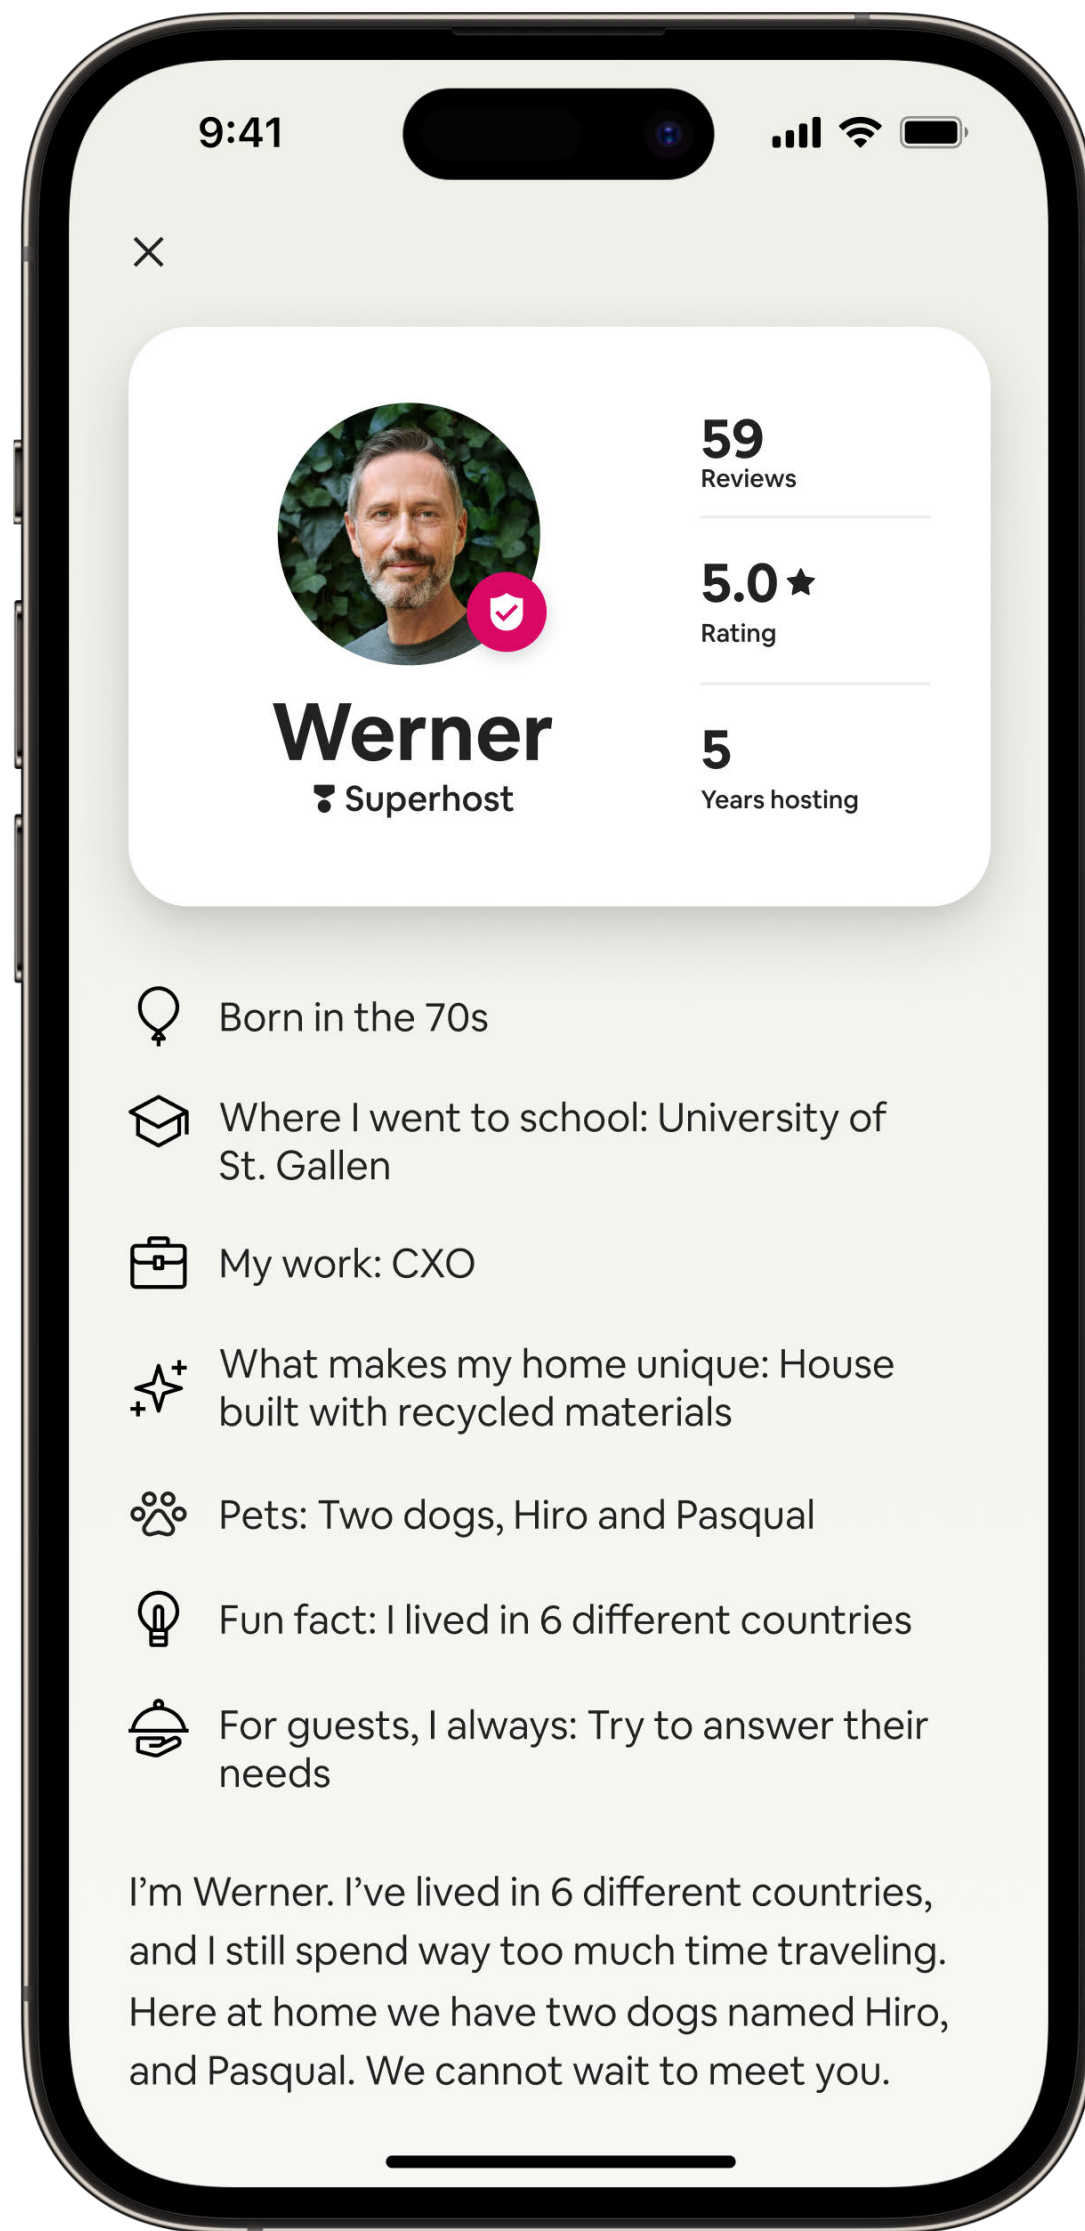 9:41
59
Reviews
5.0
Rating
5
Years hosting
Werner
Superhost
Born in the 70s
Where I went to school: University of
St. Gallen
My work: CXO
What makes my home unique: House
built with recycled materials
Pets: Two dogs, Hiro and Pasqual
Fun fact: I lived in 6 different countries
For guests, I always: Try to answer their
needs
I’m Werner. I’ve lived in 6 different countries,
and I still spend way too much time traveling.
Here at home we have two dogs named Hiro,
and Pasqual. We cannot wait to meet you.